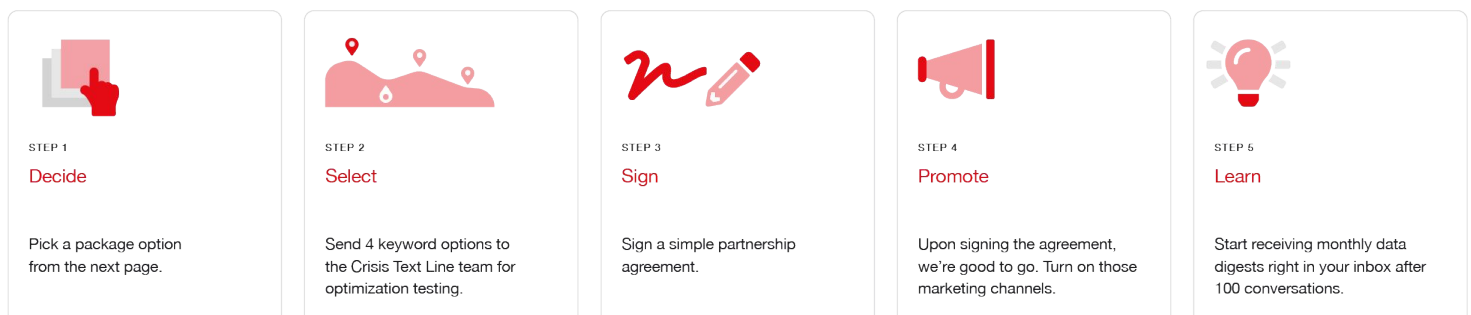 STEP 1
Decide
Pick a package option
from the next page.
STEP 2
Select
Send 4 keyword options to
the Crisis Text Line team for
optimization testing.
STEP 3
Sign
Sign a simple partnership
agreement.
STEP 4
Promote
Upon signing the agreement,
we’re good to go. Turn on those
marketing channels.
STEP 5
Learn
Start receiving monthly data
digests right in your inbox after
100 conversations.